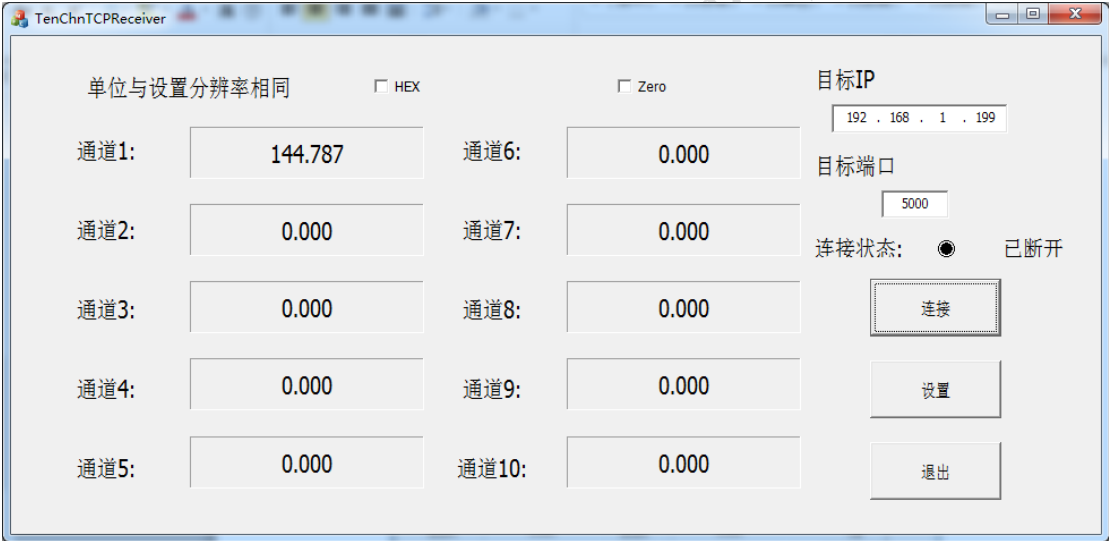 TenChnTCPReceiver
单位与设置分辨率相同 HEX Zero
目标IP
192 . 168 . 1 . 199
通道1: 144.787 通道6: 0.000
目标端口
5000
通道2: 0.000 通道7: 0.000
连接状态: 已断开
通道3: 0.000 通道8: 0.000
连接
通道4: 0.000 通道9: 0.000
设置
通道5: 0.000 通道10: 0.000
退出